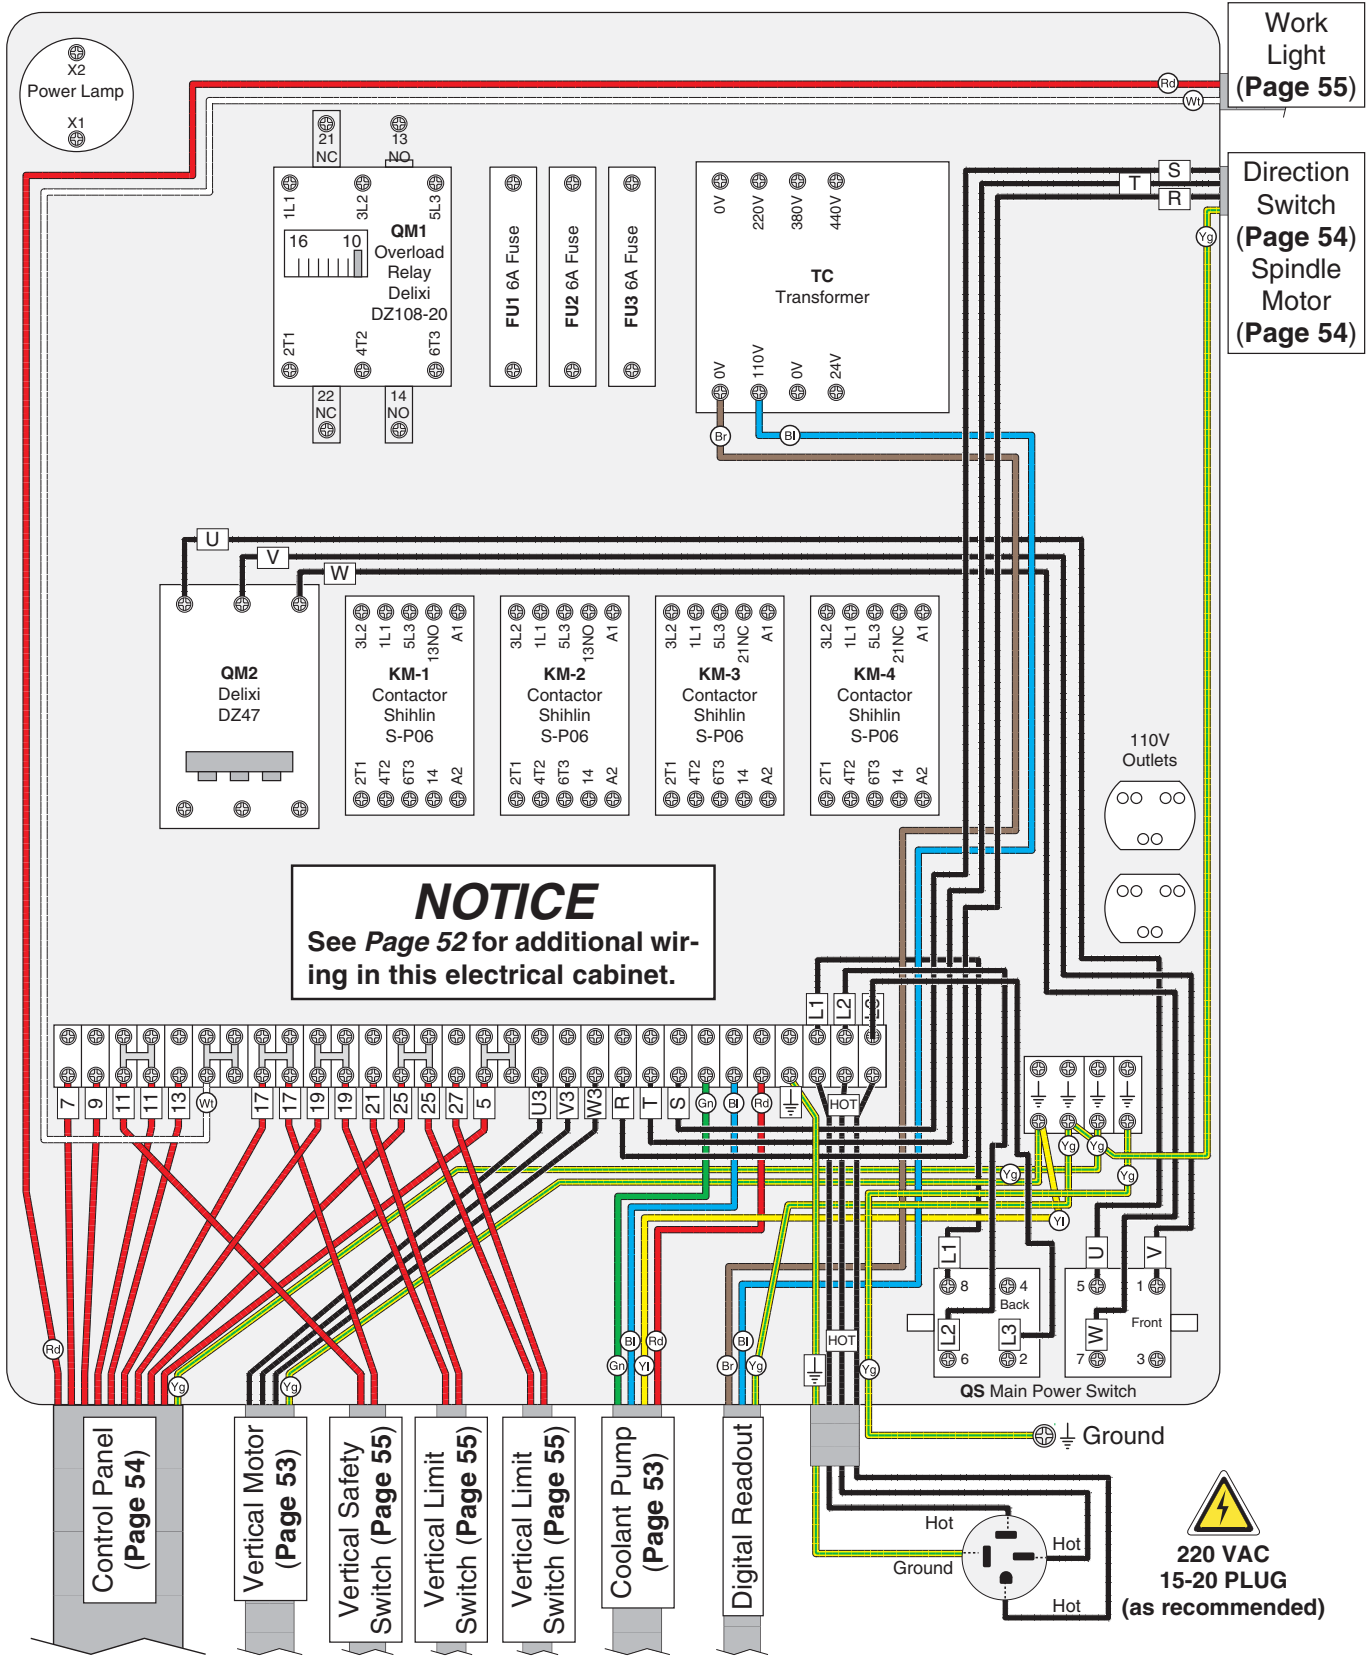 X2
Power Lamp
X1
Work
Light
(Page 55)
Rd
Wt
Direction
Switch
(Page 54)
Spindle
Motor
(Page 54)
S
T
R
Yg
21
NC
13
NO
1L1
3L2
5L3
16
10
QM1
Overload
Relay
Delixi
DZ108-20
2T1
4T2
6T3
22
NC
14
NO
FU1 6A Fuse
FU2 6A Fuse
FU3 6A Fuse
0V
220V
380V
440V
TC
Transformer
0V
110V
0V
24V
Br
Bl
U
V
W
QM2
Delixi
DZ47
3L2
1L1
5L3
13NO
A1
KM-1
Contactor
Shihlin
S-P06
2T1
4T2
6T3
14
A2
3L2
1L1
5L3
13NO
A1
KM-2
Contactor
Shihlin
S-P06
2T1
4T2
6T3
14
A2
3L2
1L1
5L3
21NC
A1
KM-3
Contactor
Shihlin
S-P06
2T1
4T2
6T3
14
A2
3L2
1L1
5L3
21NC
A1
KM-4
Contactor
Shihlin
S-P06
2T1
4T2
6T3
14
A2
110V
Outlets
NOTICE
See Page 52 for additional wir-
ing in this electrical cabinet.
L1
L2
L3
7
9
11
11
13
Wt
17
17
19
19
21
25
25
27
5
U3
V3
W3
R
T
S
Gn
Bl
Rd
HOT
Yg
Yg
Yg
Yg
Yl
L1
U
V
8
4
Back
L2
L3
6
2
5
1
Front
W
7
3
QS Main Power Switch
Rd
Yg
Yg
Bl
Rd
Gn
Yl
Bl
Br
Yg
HOT
Yg
Control Panel
(Page 54)
Vertical Motor
(Page 53)
Vertical Safety
Switch (Page 55)
Vertical Limit
Switch (Page 55)
Vertical Limit
Switch (Page 55)
Coolant Pump
(Page 53)
Digital Readout
Ground
Hot
Hot
Ground
Hot
220 VAC
15-20 PLUG
(as recommended)